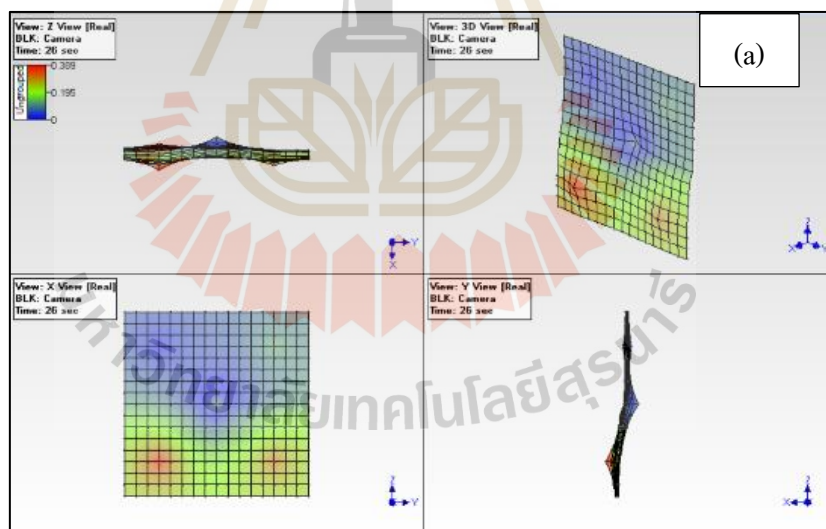 View: Z View [Real]
BLK: Camera
Time: 26 sec
Ungrouped
0.389
0.195
0
Y
X
View: 3D View [Real]
BLK: Camera
Time: 26 sec
(a)
Z
X
Y
View: X View [Real]
BLK: Camera
Time: 26 sec
Z
Y
View: Y View [Real]
BLK: Camera
Time: 26 sec
Z
X
มหาวิทยาลัยเทคโนโลยีสุรนารี